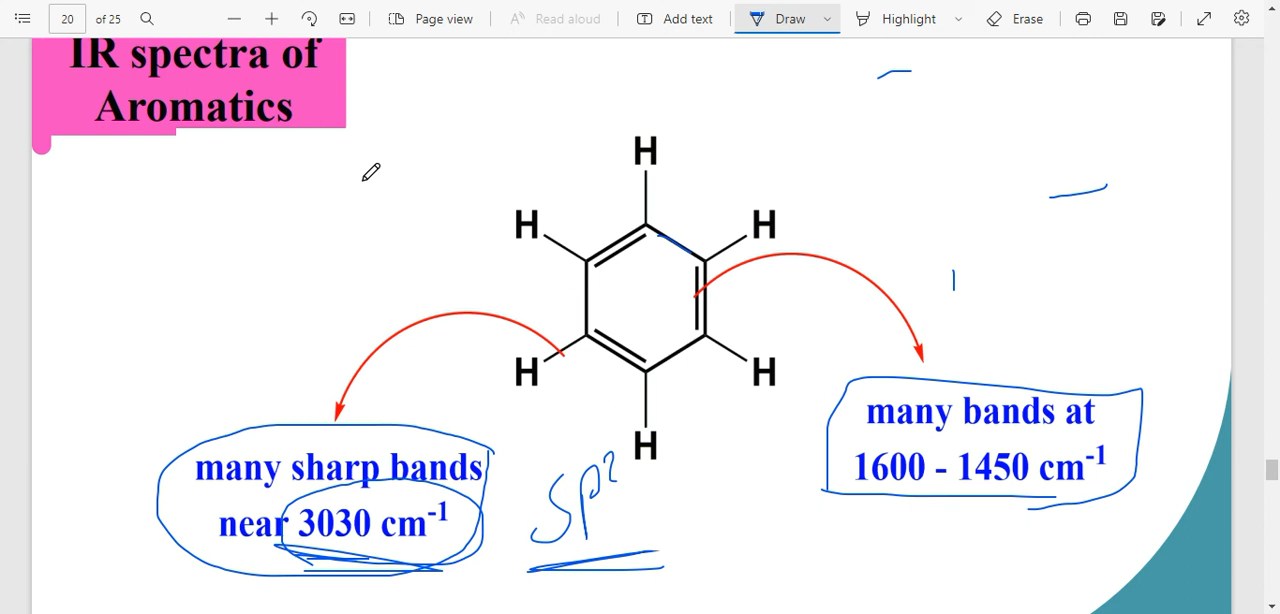 20 of 25 Page view Read aloud Add text Draw Highlight Erase
IR spectra of
Aromatics
H
H H
H H
H
many bands at
1600 - 1450 cm⁻¹
many sharp bands
near 3030 cm⁻¹
SP²